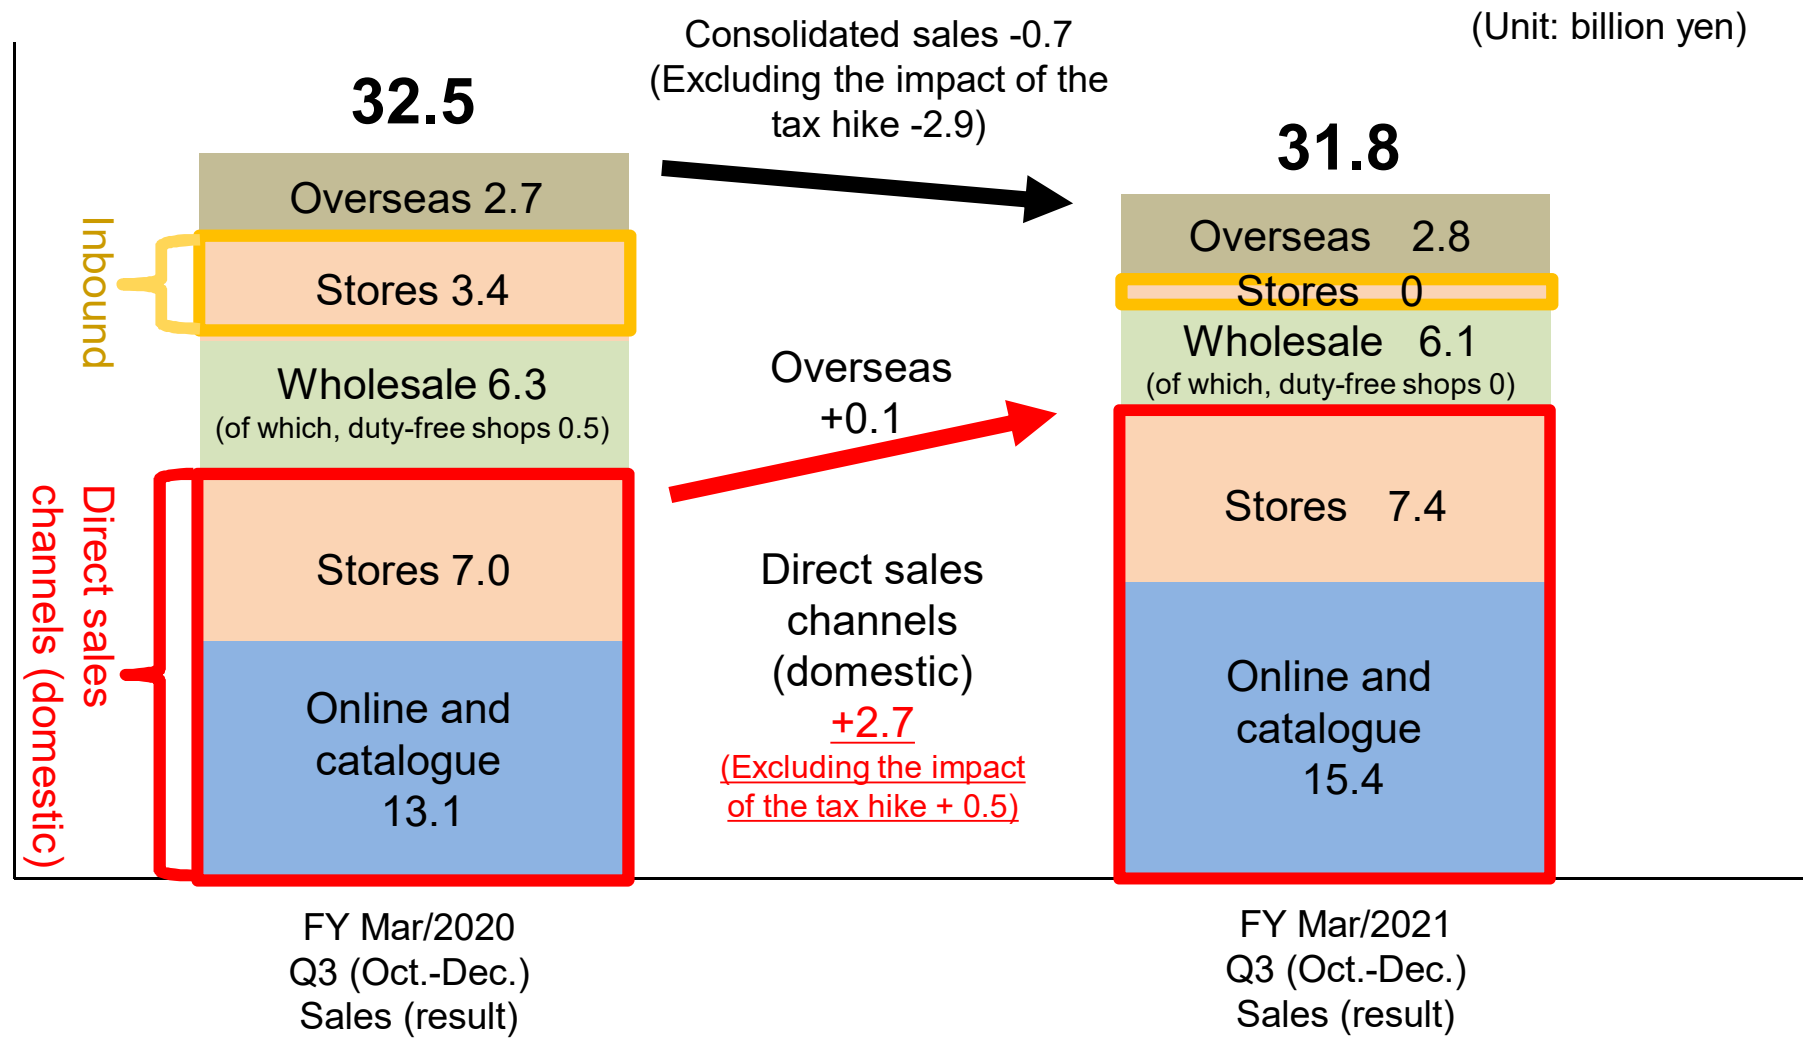 (Unit: billion yen)
Consolidated sales -0.7
(Excluding the impact of the
tax hike -2.9)
32.5
31.8
Inbound
Overseas 2.7
Stores 3.4
Wholesale 6.3
(of which, duty-free shops 0.5)
Direct sales
channels (domestic)
Stores 7.0
Online and
catalogue
13.1
Overseas
+0.1
Direct sales
channels
(domestic)
+2.7
(Excluding the impact
of the tax hike + 0.5)
Overseas 2.8
Stores 0
Wholesale 6.1
(of which, duty-free shops 0)
Stores 7.4
Online and
catalogue
15.4
FY Mar/2020
Q3 (Oct.-Dec.)
Sales (result)
FY Mar/2021
Q3 (Oct.-Dec.)
Sales (result)